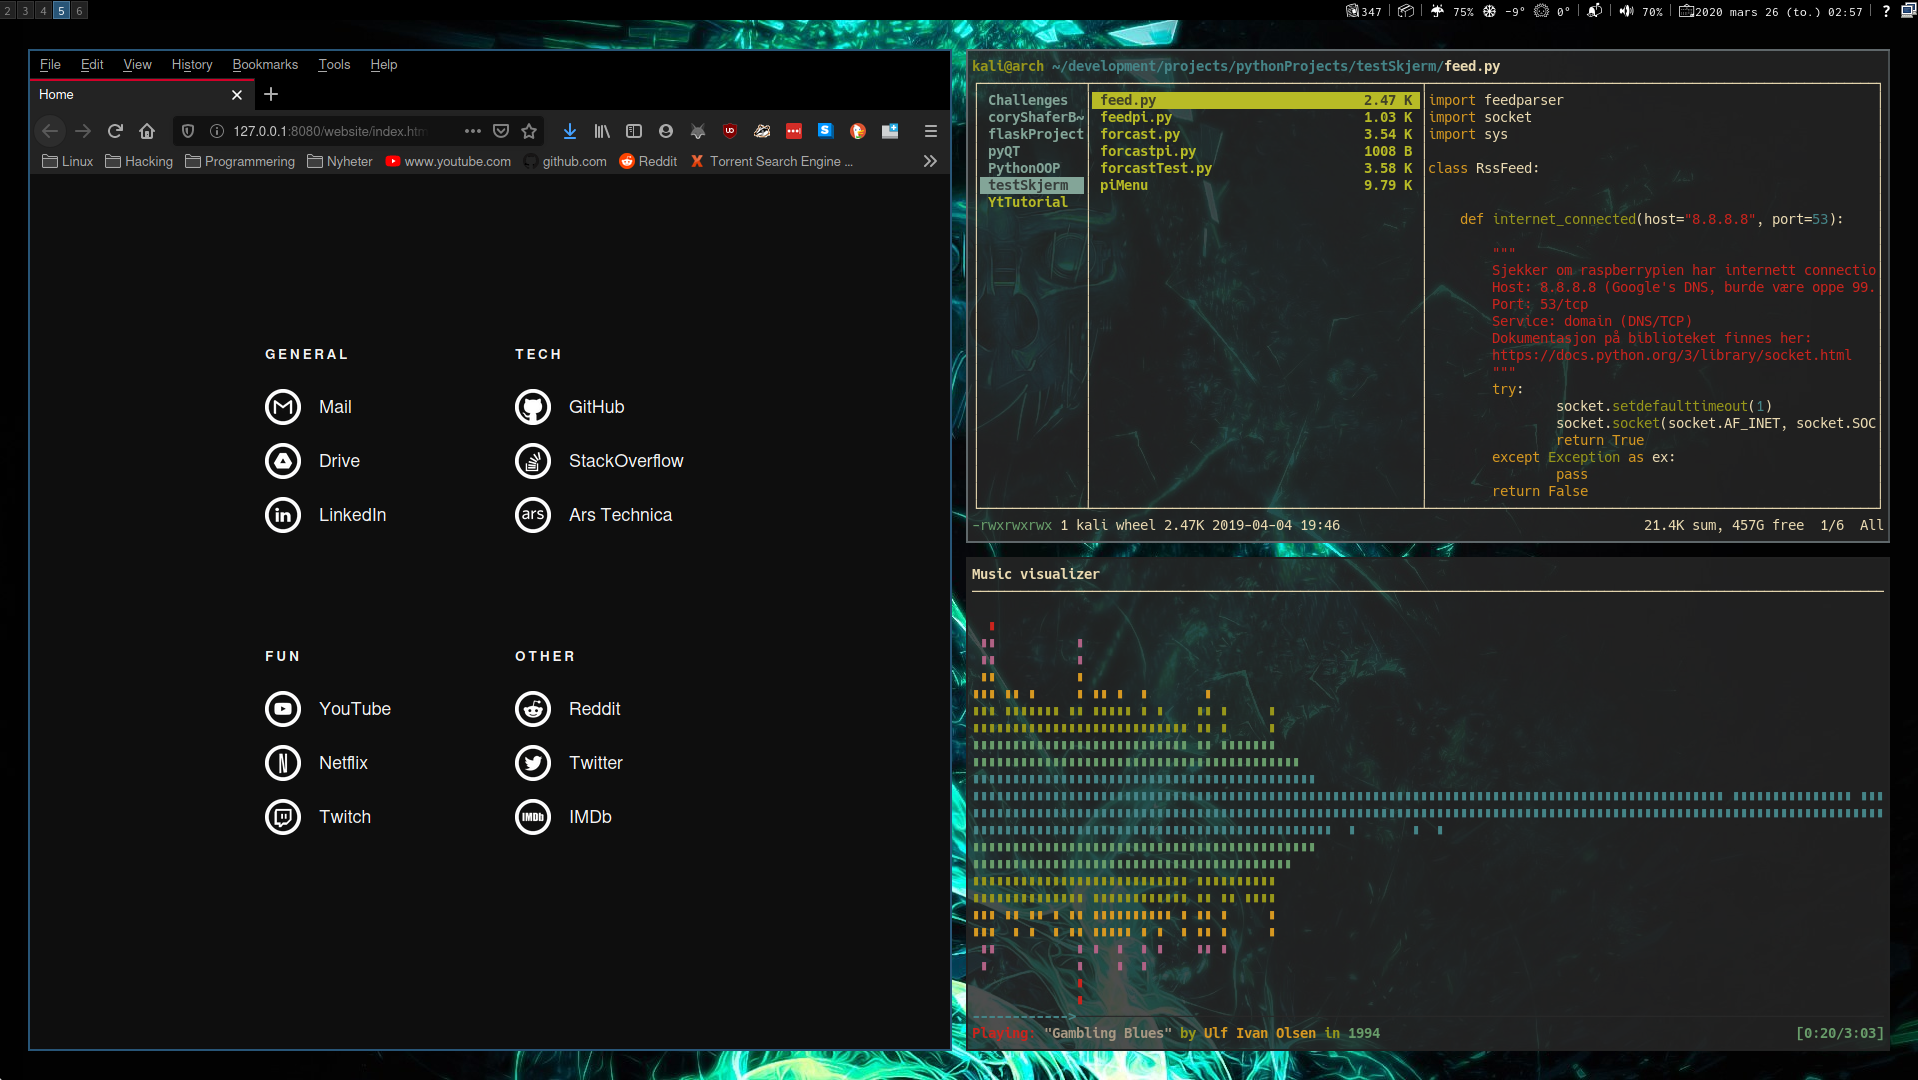 2 3 4 5 6
347 75% -9° 0° 70% 2020 mars 26 (to.) 02:57 ?
File Edit View History Bookmarks Tools Help
Home
127.0.0.1:8080/website/index.htm
Linux Hacking Programmering Nyheter www.youtube.com github.com Reddit Torrent Search Engine ...
GENERAL
Mail
Drive
LinkedIn
TECH
GitHub
StackOverflow
ars Ars Technica
FUN
YouTube
Netflix
Twitch
OTHER
Reddit
Twitter
IMDb IMDb
kali@arch ~/development/projects/pythonProjects/testSkjerm/feed.py
Challenges
coryShaferB~
flaskProject
pyQT
PythonOOP
testSkjerm
YtTutorial
feed.py 2.47 K
feedpi.py 1.03 K
forcast.py 3.54 K
forcastpi.py 1008 B
forcastTest.py 3.58 K
piMenu 9.79 K
import feedparser
import socket
import sys
class RssFeed:
def internet_connected(host="8.8.8.8", port=53):
"""
Sjekker om raspberrypien har internett connectio
Host: 8.8.8.8 (Google's DNS, burde være oppe 99.
Port: 53/tcp
Service: domain (DNS/TCP)
Dokumentasjon på biblioteket finnes her:
https://docs.python.org/3/library/socket.html
"""
try:
socket.setdefaulttimeout(1)
socket.socket(socket.AF_INET, socket.SOC
return True
except Exception as ex:
pass
return False
-rwxrwxrwx 1 kali wheel 2.47K 2019-04-04 19:46 21.4K sum, 457G free 1/6 All
Music visualizer
------------>
Playing: "Gambling Blues" by Ulf Ivan Olsen in 1994 [0:20/3:03]